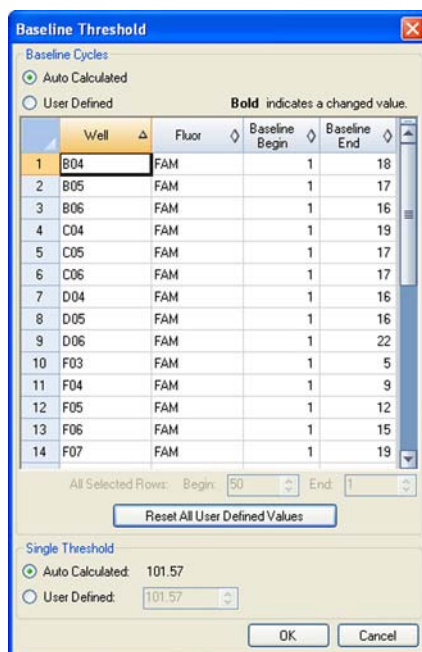 Baseline Threshold
Baseline Cycles
Auto Calculated
User Defined Bold indicates a changed value.
Well Fluor Baseline Begin Baseline End
1 B04 FAM 1 18
2 B05 FAM 1 17
3 B06 FAM 1 16
4 C04 FAM 1 19
5 C05 FAM 1 17
6 C06 FAM 1 17
7 D04 FAM 1 16
8 D05 FAM 1 16
9 D06 FAM 1 22
10 F03 FAM 1 5
11 F04 FAM 1 9
12 F05 FAM 1 12
13 F06 FAM 1 15
14 F07 FAM 1 19
All Selected Rows: Begin: 50 End: 1
Reset All User Defined Values
Single Threshold
Auto Calculated: 101.57
User Defined: 101.57
OK Cancel